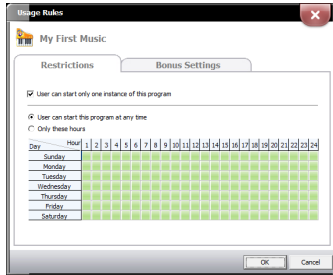 Usage Rules
My First Music
Restrictions
Bonus Settings
User can start only one instance of this program
User can start this program at any time
Only these hours
Day Hour 1 2 3 4 5 6 7 8 9 10 11 12 13 14 15 16 17 18 19 20 21 22 23 24
Sunday
Monday
Tuesday
Wednesday
Thursday
Friday
Saturday
OK Cancel